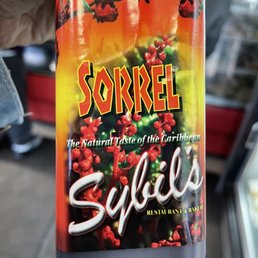 SORREL
The Natural Taste of the Caribbean
Sybil's
RESTAURANT & BAKERY